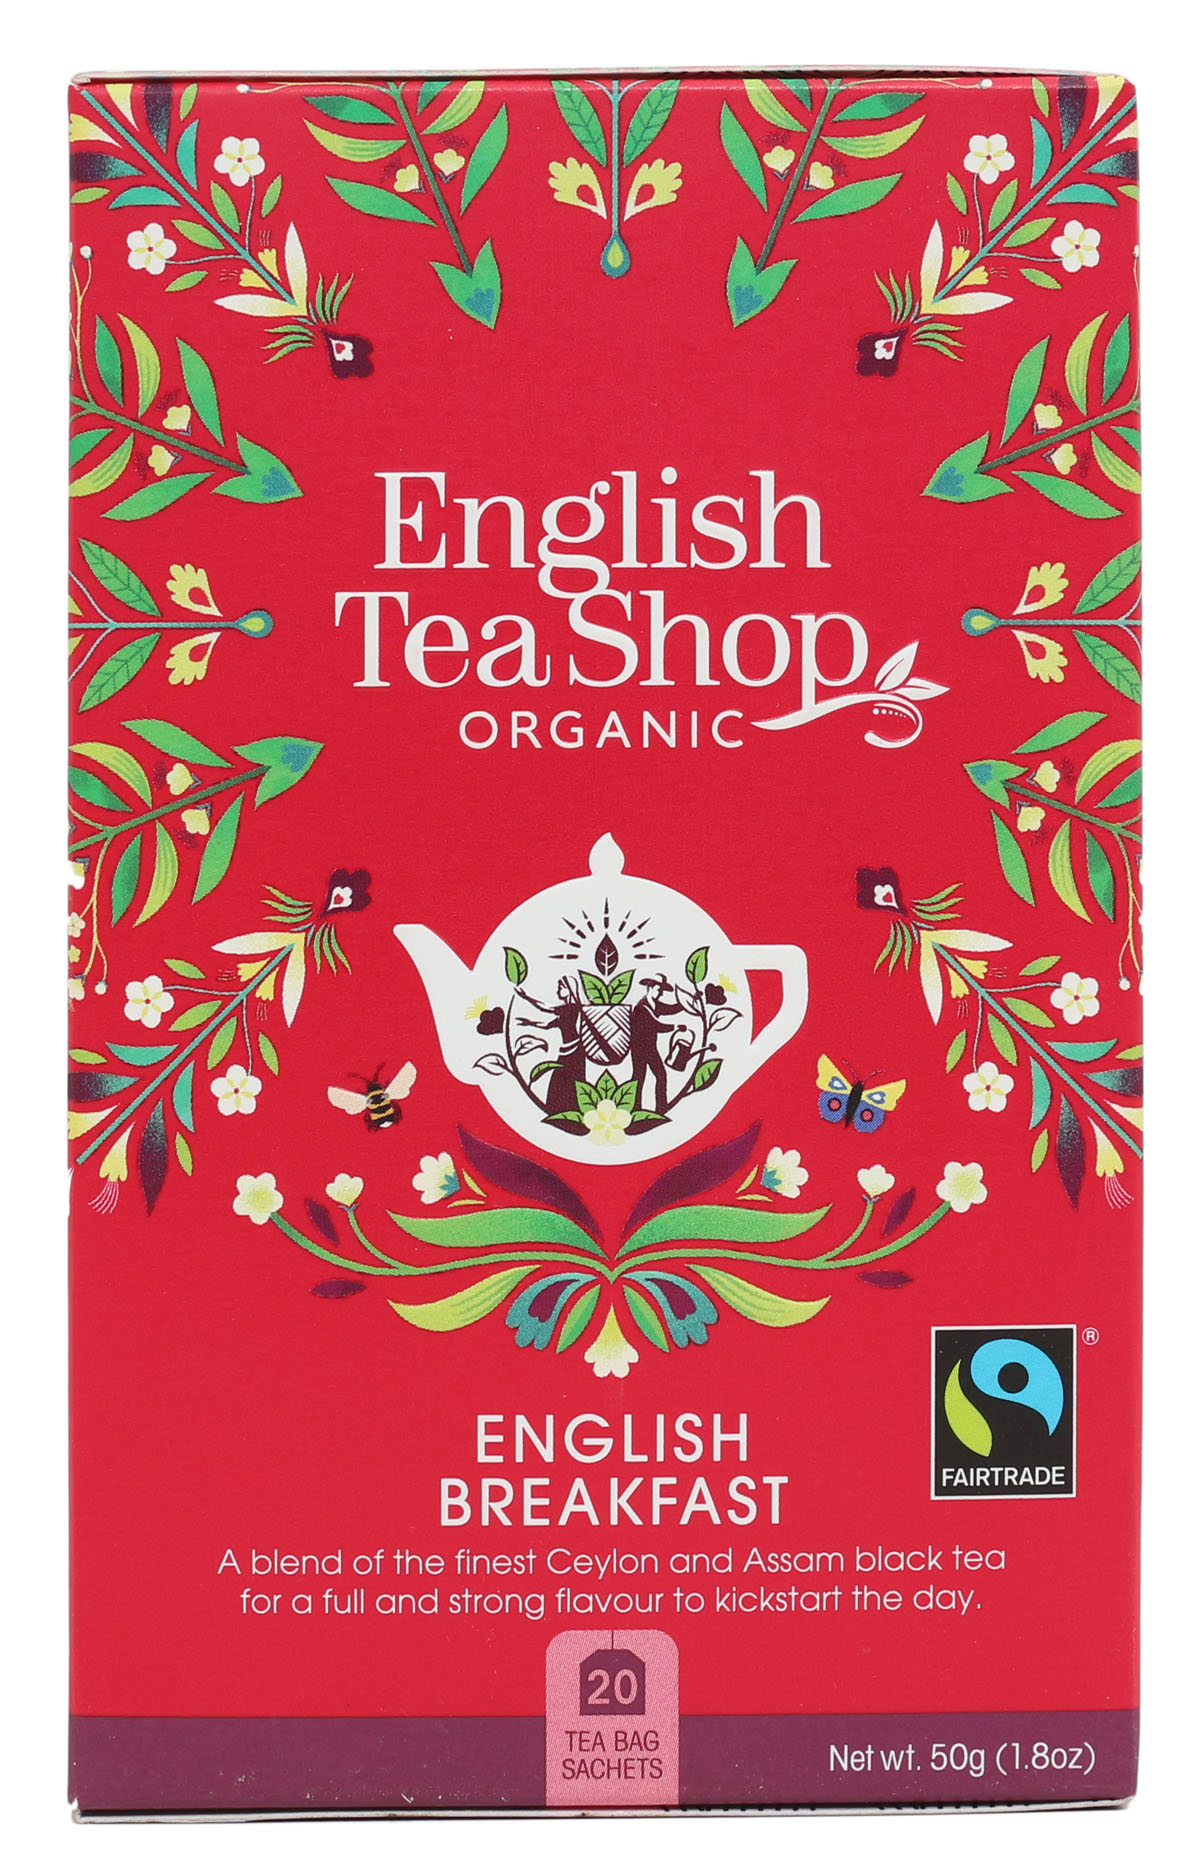 English
Tea Shop
ORGANIC
®
FAIRTRADE
ENGLISH
BREAKFAST
A blend of the finest Ceylon and Assam black tea
for a full and strong flavour to kickstart the day.
20
TEA BAG
SACHETS
Net wt. 50g (1.8oz)